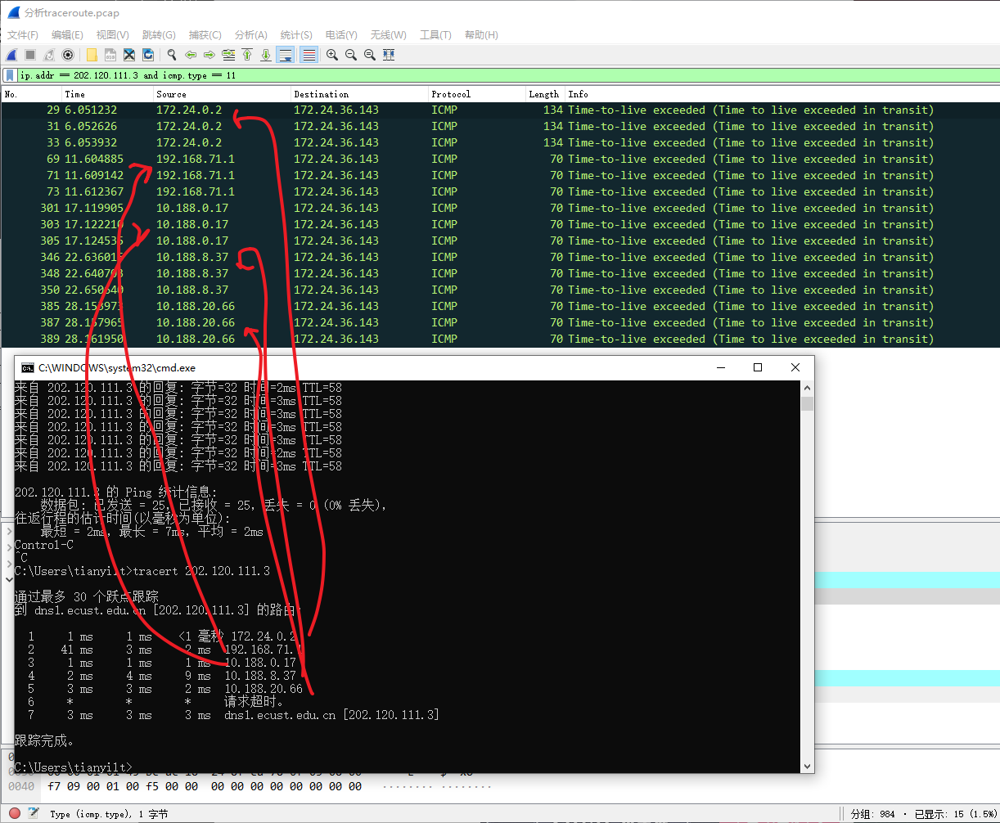 分析traceroute.pcap
文件(F) 编辑(E) 视图(V) 跳转(G) 捕获(C) 分析(A) 统计(S) 电话(Y) 无线(W) 工具(T) 帮助(H)
ip.addr == 202.120.111.3 and icmp.type == 11
No. Time Source Destination Protocol Length Info
29 6.051232 172.24.0.2 172.24.36.143 ICMP 134 Time-to-live exceeded (Time to live exceeded in transit)
31 6.052626 172.24.0.2 172.24.36.143 ICMP 134 Time-to-live exceeded (Time to live exceeded in transit)
33 6.053932 172.24.0.2 172.24.36.143 ICMP 134 Time-to-live exceeded (Time to live exceeded in transit)
69 11.604885 192.168.71.1 172.24.36.143 ICMP 70 Time-to-live exceeded (Time to live exceeded in transit)
71 11.609142 192.168.71.1 172.24.36.143 ICMP 70 Time-to-live exceeded (Time to live exceeded in transit)
73 11.612367 192.168.71.1 172.24.36.143 ICMP 70 Time-to-live exceeded (Time to live exceeded in transit)
301 17.119905 10.188.0.17 172.24.36.143 ICMP 70 Time-to-live exceeded (Time to live exceeded in transit)
303 17.122210 10.188.0.17 172.24.36.143 ICMP 70 Time-to-live exceeded (Time to live exceeded in transit)
305 17.124535 10.188.0.17 172.24.36.143 ICMP 70 Time-to-live exceeded (Time to live exceeded in transit)
346 10.188.8.37 172.24.36.143 ICMP 70 Time-to-live exceeded (Time to live exceeded in transit)
348 10.188.8.37 172.24.36.143 ICMP 70 Time-to-live exceeded (Time to live exceeded in transit)
350 10.188.8.37 172.24.36.143 ICMP 70 Time-to-live exceeded (Time to live exceeded in transit)
385 10.188.20.66 172.24.36.143 ICMP 70 Time-to-live exceeded (Time to live exceeded in transit)
387 10.188.20.66 172.24.36.143 ICMP 70 Time-to-live exceeded (Time to live exceeded in transit)
389 28.161950 10.188.20.66 172.24.36.143 ICMP 70 Time-to-live exceeded (Time to live exceeded in transit)
C:\WINDOWS\system32\cmd.exe
来自 202.120.111.3 的回复: 字节=32 时间=2ms TTL=58
来自 202.120.111.3 的回复: 字节=32 时间=3ms TTL=58
来自 202.120.111.3 的回复: 字节=32 时间=3ms TTL=58
来自 202.120.111.3 的回复: 字节=32 时间=3ms TTL=58
来自 202.120.111.3 的回复: 字节=32 时间=3ms TTL=58
来自 202.120.111.3 的回复: 字节=32 时间=2ms TTL=58
来自 202.120.111.3 的回复: 字节=32 时间=3ms TTL=58
202.120.111.3 的 Ping 统计信息:
数据包: 已发送 = 25，已接收 = 25，丢失 = 0 (0% 丢失)，
往返行程的估计时间(以毫秒为单位):
最短 = 2ms，最长 = 7ms，平均 = 2ms
Control-C
^C
C:\Users\tianyilt>tracert 202.120.111.3
通过最多 30 个跃点跟踪
到 dns1.ecust.edu.cn [202.120.111.3] 的路由:
1 1 ms 1 ms <1 毫秒 172.24.0.2
2 41 ms 3 ms 2 ms 192.168.71.1
3 1 ms 1 ms 1 ms 10.188.0.17
4 2 ms 4 ms 9 ms 10.188.8.37
5 3 ms 3 ms 2 ms 10.188.20.66
6 * * * 请求超时。
7 3 ms 3 ms 3 ms dns1.ecust.edu.cn [202.120.111.3]
跟踪完成。
C:\Users\tianyilt>
0040 f7 09 00 01 00 f5 00 00 00 00 00 00 00 00 00 00 ········ ········
Type (icmp.type)，1 字节
分组: 984 · 已显示: 15 (1.5%)